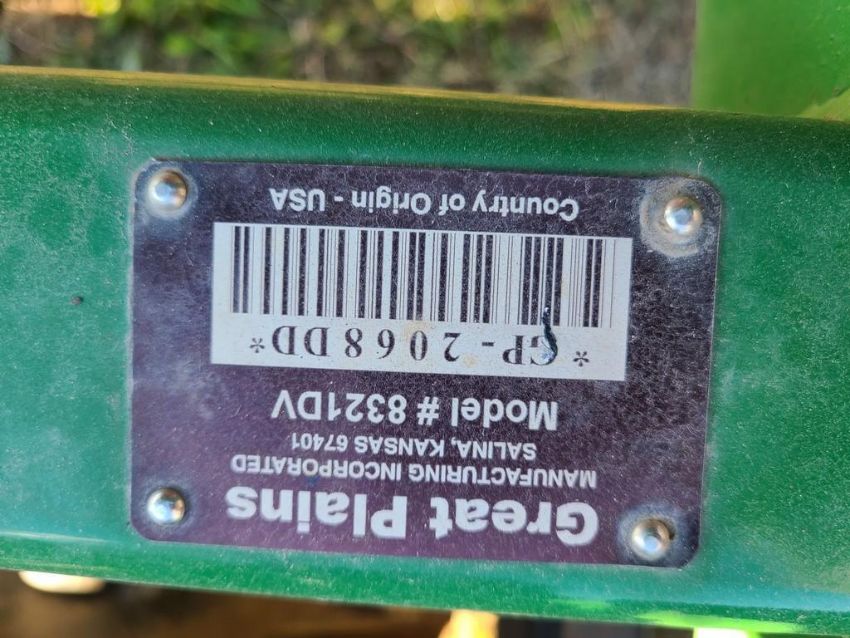 Great Plains
MANUFACTURING INCORPORATED
SALINA, KANSAS 67401
Model # 8321DV
*GP-2068DD*
Country of Origin - USA